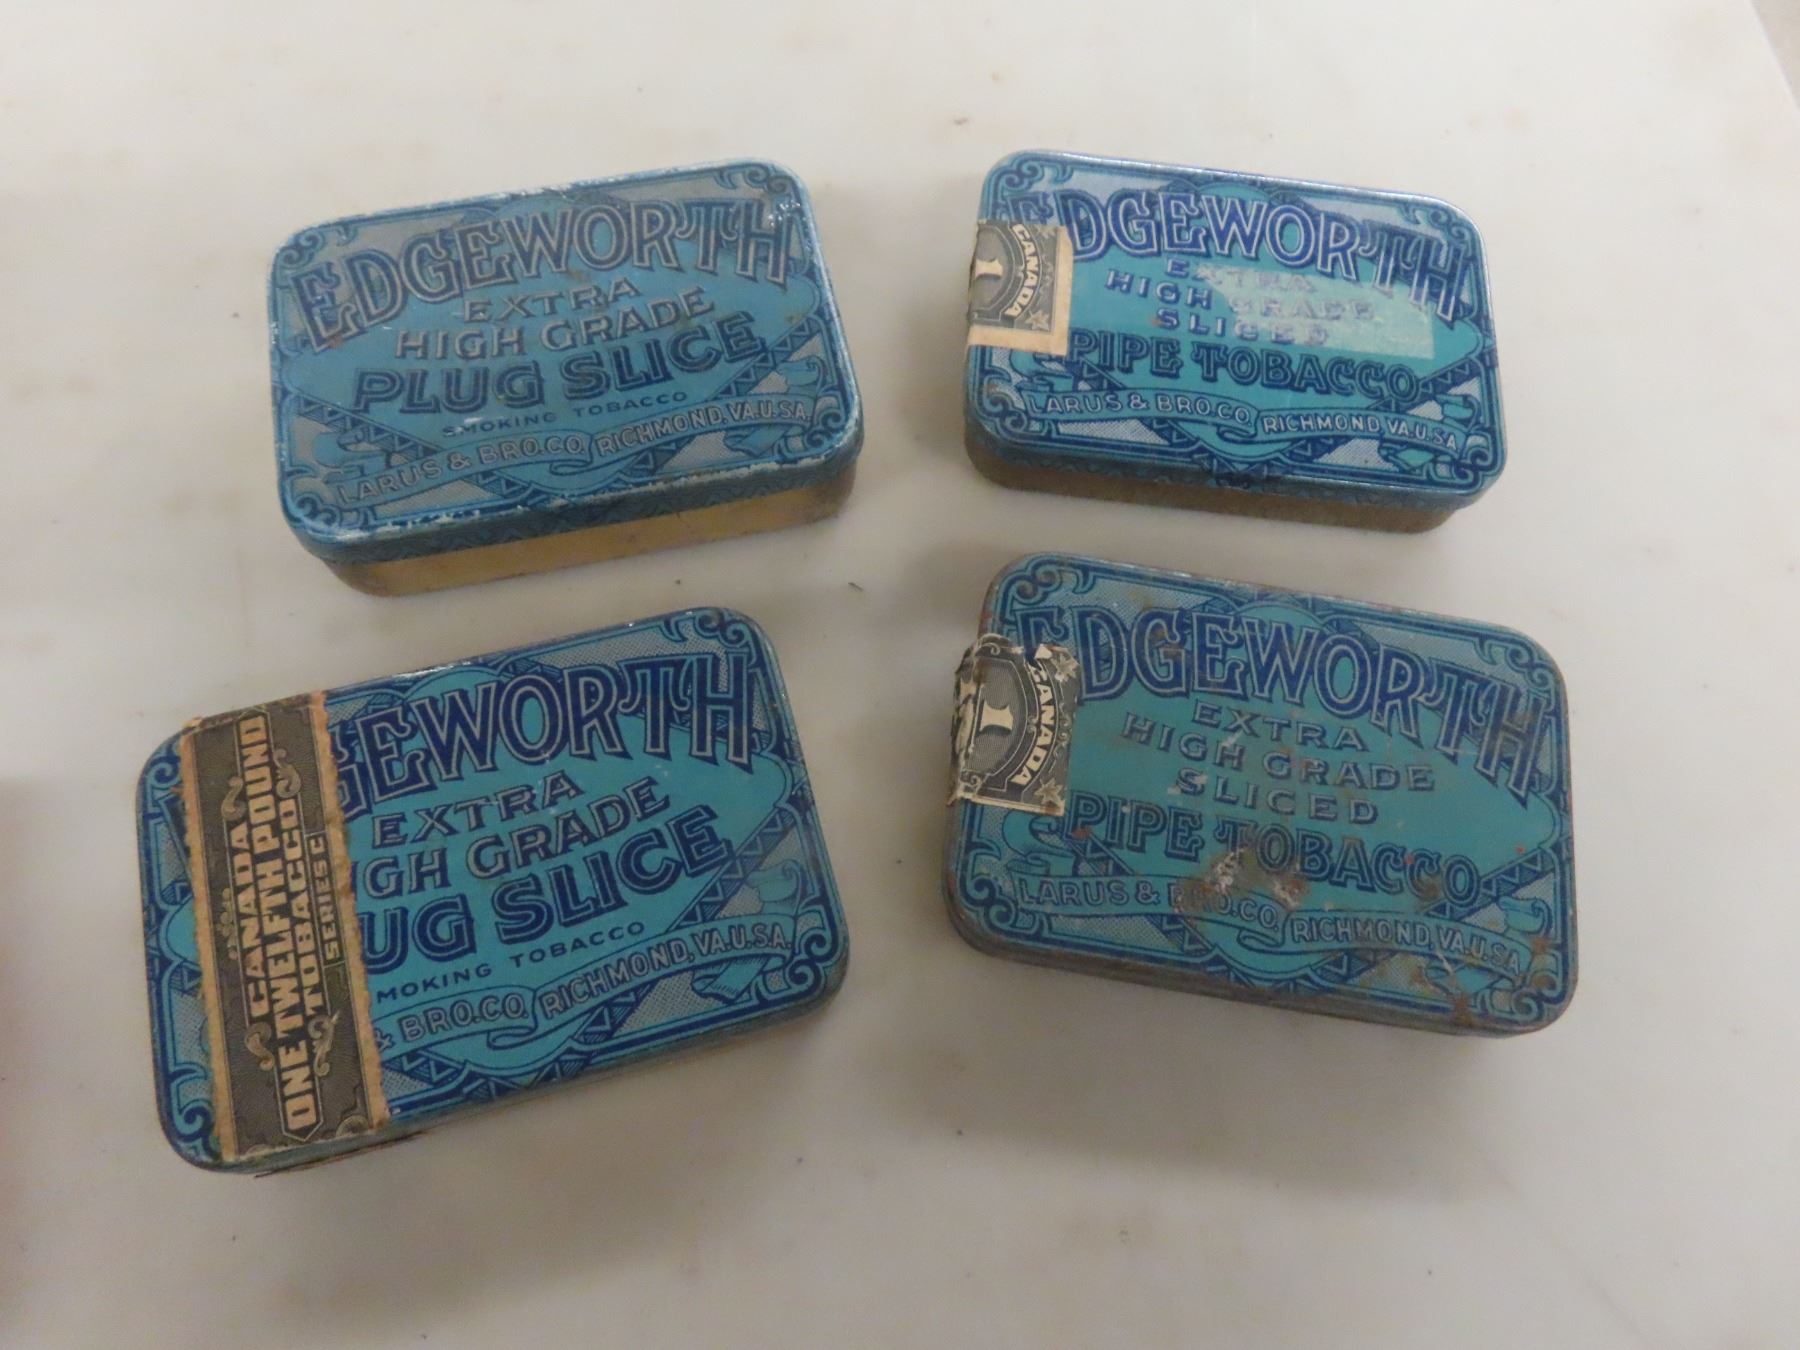 EDGEWORTH
EXTRA
HIGH GRADE
PLUG SLICE
SMOKING TOBACCO
LARUS & BRO.CO. RICHMOND, VA.U.S.A.
EDGEWORTH
EXTRA
HIGH GRADE
SLICED
PIPE TOBACCO
LARUS & BRO.CO. RICHMOND VA.U.S.A.
CANADA
1
GEWORTH
EXTRA
GH GRADE
UG SLICE
MOKING TOBACCO
& BRO.CO. RICHMOND, VA.U.S.A.
CANADA
ONE TWELFTH POUND
TOBACCO
SERIES C
EDGEWORTH
EXTRA
HIGH GRADE
SLICED
PIPE TOBACCO
LARUS & BRO.CO. RICHMOND, VA.U.S.A.
CANADA
1